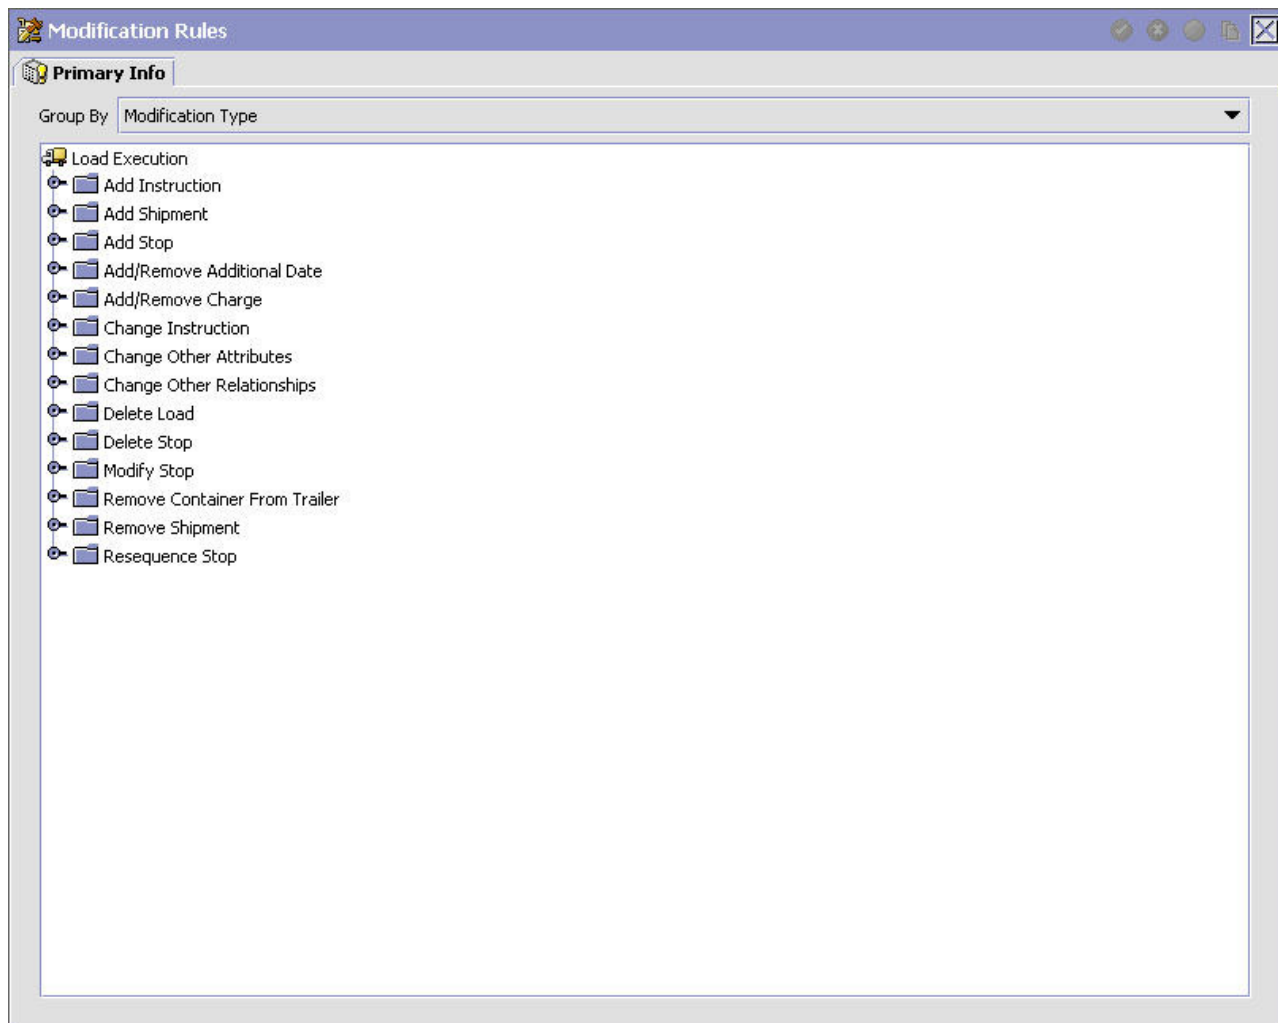 Modification Rules
Primary Info
Group By Modification Type
Load Execution
Add Instruction
Add Shipment
Add Stop
Add/Remove Additional Date
Add/Remove Charge
Change Instruction
Change Other Attributes
Change Other Relationships
Delete Load
Delete Stop
Modify Stop
Remove Container From Trailer
Remove Shipment
Resequence Stop